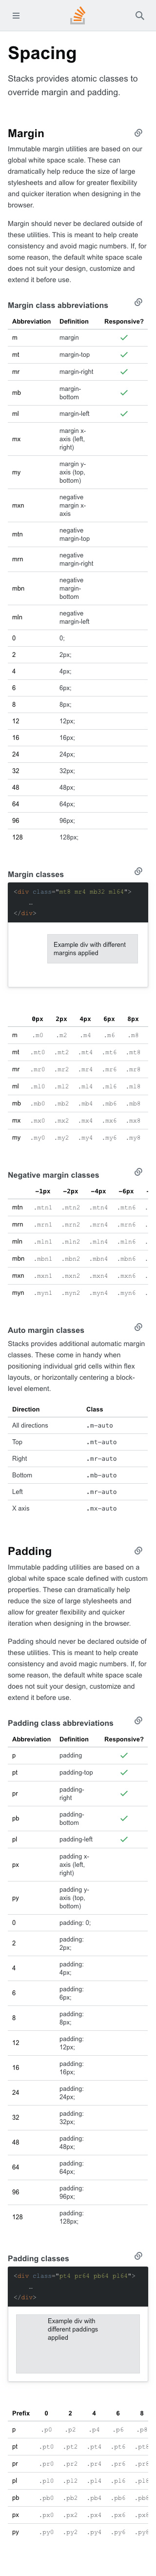 Spacing
Stacks provides atomic classes to
override margin and padding.
Margin
Immutable margin utilities are based on our
global white space scale. These can
dramatically help reduce the size of large
stylesheets and allow for greater flexibility
and quicker iteration when designing in the
browser.
Margin should never be declared outside of
these utilities. This is meant to help create
consistency and avoid magic numbers. If, for
some reason, the default white space scale
does not suit your design, customize and
extend it before use.
Margin class abbreviations
Abbreviation Definition Responsive?
m margin
mt margin-top
mr margin-right
mb margin-
bottom
ml margin-left
mx margin x-
axis (left,
right)
my margin y-
axis (top,
bottom)
mxn negative
margin x-
axis
mtn negative
margin-top
mrn negative
margin-right
mbn negative
margin-
bottom
mln negative
margin-left
0 0;
2 2px;
4 4px;
6 6px;
8 8px;
12 12px;
16 16px;
24 24px;
32 32px;
48 48px;
64 64px;
96 96px;
128 128px;
Margin classes
<div class="mt8 mr4 mb32 ml64">
…
</div>
Example div with different
margins applied
0px 2px 4px 6px 8px
m .m0 .m2 .m4 .m6 .m8
mt .mt0 .mt2 .mt4 .mt6 .mt8
mr .mr0 .mr2 .mr4 .mr6 .mr8
ml .ml0 .ml2 .ml4 .ml6 .ml8
mb .mb0 .mb2 .mb4 .mb6 .mb8
mx .mx0 .mx2 .mx4 .mx6 .mx8
my .my0 .my2 .my4 .my6 .my8
Negative margin classes
-1px -2px -4px -6px
mtn .mtn1 .mtn2 .mtn4 .mtn6
mrn .mrn1 .mrn2 .mrn4 .mrn6
mln .mln1 .mln2 .mln4 .mln6
mbn .mbn1 .mbn2 .mbn4 .mbn6
mxn .mxn1 .mxn2 .mxn4 .mxn6
myn .myn1 .myn2 .myn4 .myn6
Auto margin classes
Stacks provides additional automatic margin
classes. These come in handy when
positioning individual grid cells within flex
layouts, or horizontally centering a block-
level element.
Direction Class
All directions .m-auto
Top .mt-auto
Right .mr-auto
Bottom .mb-auto
Left .mr-auto
X axis .mx-auto
Padding
Immutable padding utilities are based on a
global white space scale defined with custom
properties. These can dramatically help
reduce the size of large stylesheets and
allow for greater flexibility and quicker
iteration when designing in the browser.
Padding should never be declared outside of
these utilities. This is meant to help create
consistency and avoid magic numbers. If, for
some reason, the default white space scale
does not suit your design, customize and
extend it before use.
Padding class abbreviations
Abbreviation Definition Responsive?
p padding
pt padding-top
pr padding-
right
pb padding-
bottom
pl padding-left
px padding x-
axis (left,
right)
py padding y-
axis (top,
bottom)
0 padding: 0;
2 padding:
2px;
4 padding:
4px;
6 padding:
6px;
8 padding:
8px;
12 padding:
12px;
16 padding:
16px;
24 padding:
24px;
32 padding:
32px;
48 padding:
48px;
64 padding:
64px;
96 padding:
96px;
128 padding:
128px;
Padding classes
<div class="pt4 pr64 pb64 pl64">
…
</div>
Example div with
different paddings
applied
Prefix 0 2 4 6 8
p .p0 .p2 .p4 .p6 .p8
pt .pt0 .pt2 .pt4 .pt6 .pt8
pr .pr0 .pr2 .pr4 .pr6 .pr8
pl .pl0 .pl2 .pl4 .pl6 .pl8
pb .pb0 .pb2 .pb4 .pb6 .pb8
px .px0 .px2 .px4 .px6 .px8
py .py0 .py2 .py4 .py6 .py8